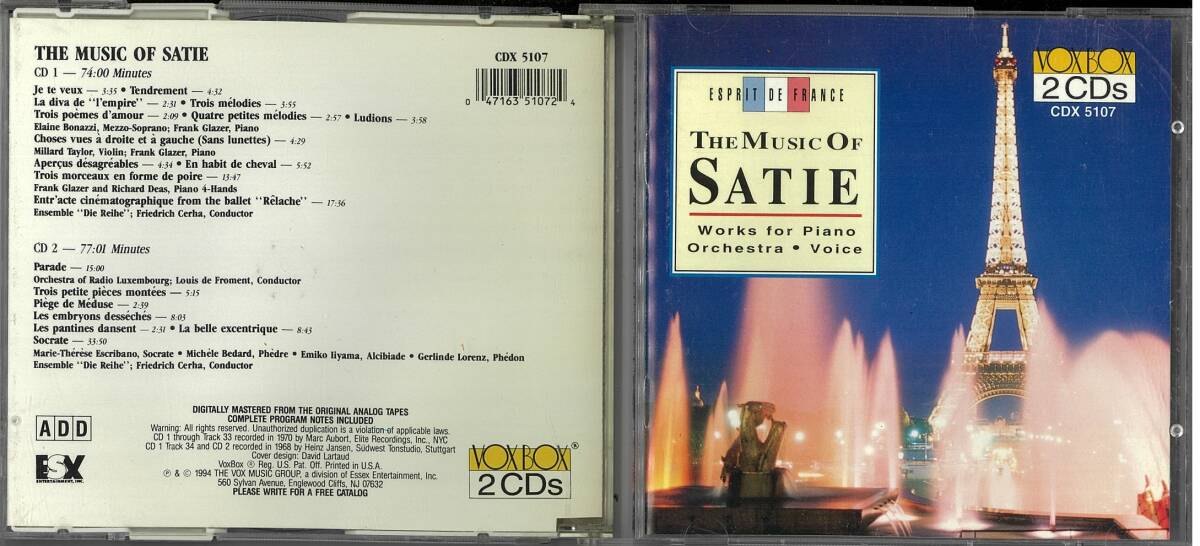 THE MUSIC OF SATIE
CDX 5107
CD 1 — 74:00 Minutes
0 47163 51072 4
Je te veux — 3:35 • Tendrement — 4:32
La diva de "l'empire" — 2:31 • Trois mélodies — 3:55
Trois poèmes d'amour — 2:09 • Quatre petites mélodies — 2:57 • Ludions — 3:58
Elaine Bonazzi, Mezzo-Soprano; Frank Glazer, Piano
Choses vues à droite et à gauche (Sans lunettes) — 4:29
Millard Taylor, Violin; Frank Glazer, Piano
Aperçus désagréables — 4:34 • En habit de cheval — 5:52
Trois morceaux en forme de poire — 13:47
Frank Glazer and Richard Deas, Piano 4-Hands
Entr'acte cinématographique from the ballet "Rêlache" — 17:36
Ensemble "Die Reihe"; Friedrich Cerha, Conductor
CD 2 — 77:01 Minutes
Parade — 15:00
Orchestra of Radio Luxembourg; Louis de Froment, Conductor
Trois petite pièces montées — 5:15
Piège de Méduse — 2:39
Les embryons desséchés — 8:03
Les pantines dansent — 2:31 • La belle excentrique — 8:43
Socrate — 33:50
Marie-Thérèse Escribano, Socrate • Michèle Bedard, Phèdre • Emiko Iiyama, Alcibiade • Gerlinde Lorenz, Phédon
Ensemble "Die Reihe"; Friedrich Cerha, Conductor
DIGITALLY MASTERED FROM THE ORIGINAL ANALOG TAPES
COMPLETE PROGRAM NOTES INCLUDED
Warning: All rights reserved. Unauthorized duplication is a violation of applicable laws.
CD 1 through Track 33 recorded in 1970 by Marc Aubort, Elite Recordings, Inc., NYC
CD 1 Track 34 and CD 2 recorded in 1968 by Heinz Jansen, Südwest Tonstudio, Stuttgart
Cover design: David Lartaud
VoxBox ® Reg. U.S. Pat. Off. Printed in U.S.A.
℗ & © 1994 THE VOX MUSIC GROUP, a division of Essex Entertainment, Inc.
560 Sylvan Avenue, Englewood Cliffs, NJ 07632
PLEASE WRITE FOR A FREE CATALOG
ADD
ESX
ENTERTAINMENT, INC.
VOXBOX ®
2 CDs
ESPRIT DE FRANCE
THE MUSIC OF
SATIE
Works for Piano
Orchestra • Voice
VOXBOX
2 CDs
CDX 5107